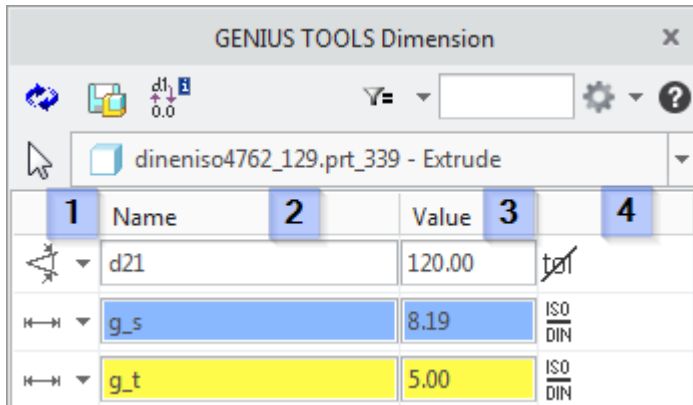 GENIUS TOOLS Dimension
d1 i
0.0
dineniso4762_129.prt_339 - Extrude
1 Name 2 Value 3 4
d21 120.00 tol
g_s 8.19 ISO DIN
g_t 5.00 ISO DIN